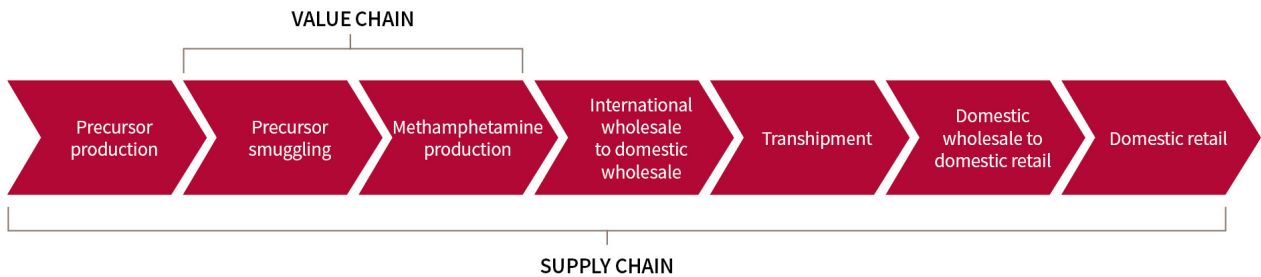 VALUE CHAIN
Precursor
production
Precursor
smuggling
Methamphetamine
production
International
wholesale
to domestic
wholesale
Transhipment
Domestic
wholesale to
domestic retail
Domestic retail
SUPPLY CHAIN